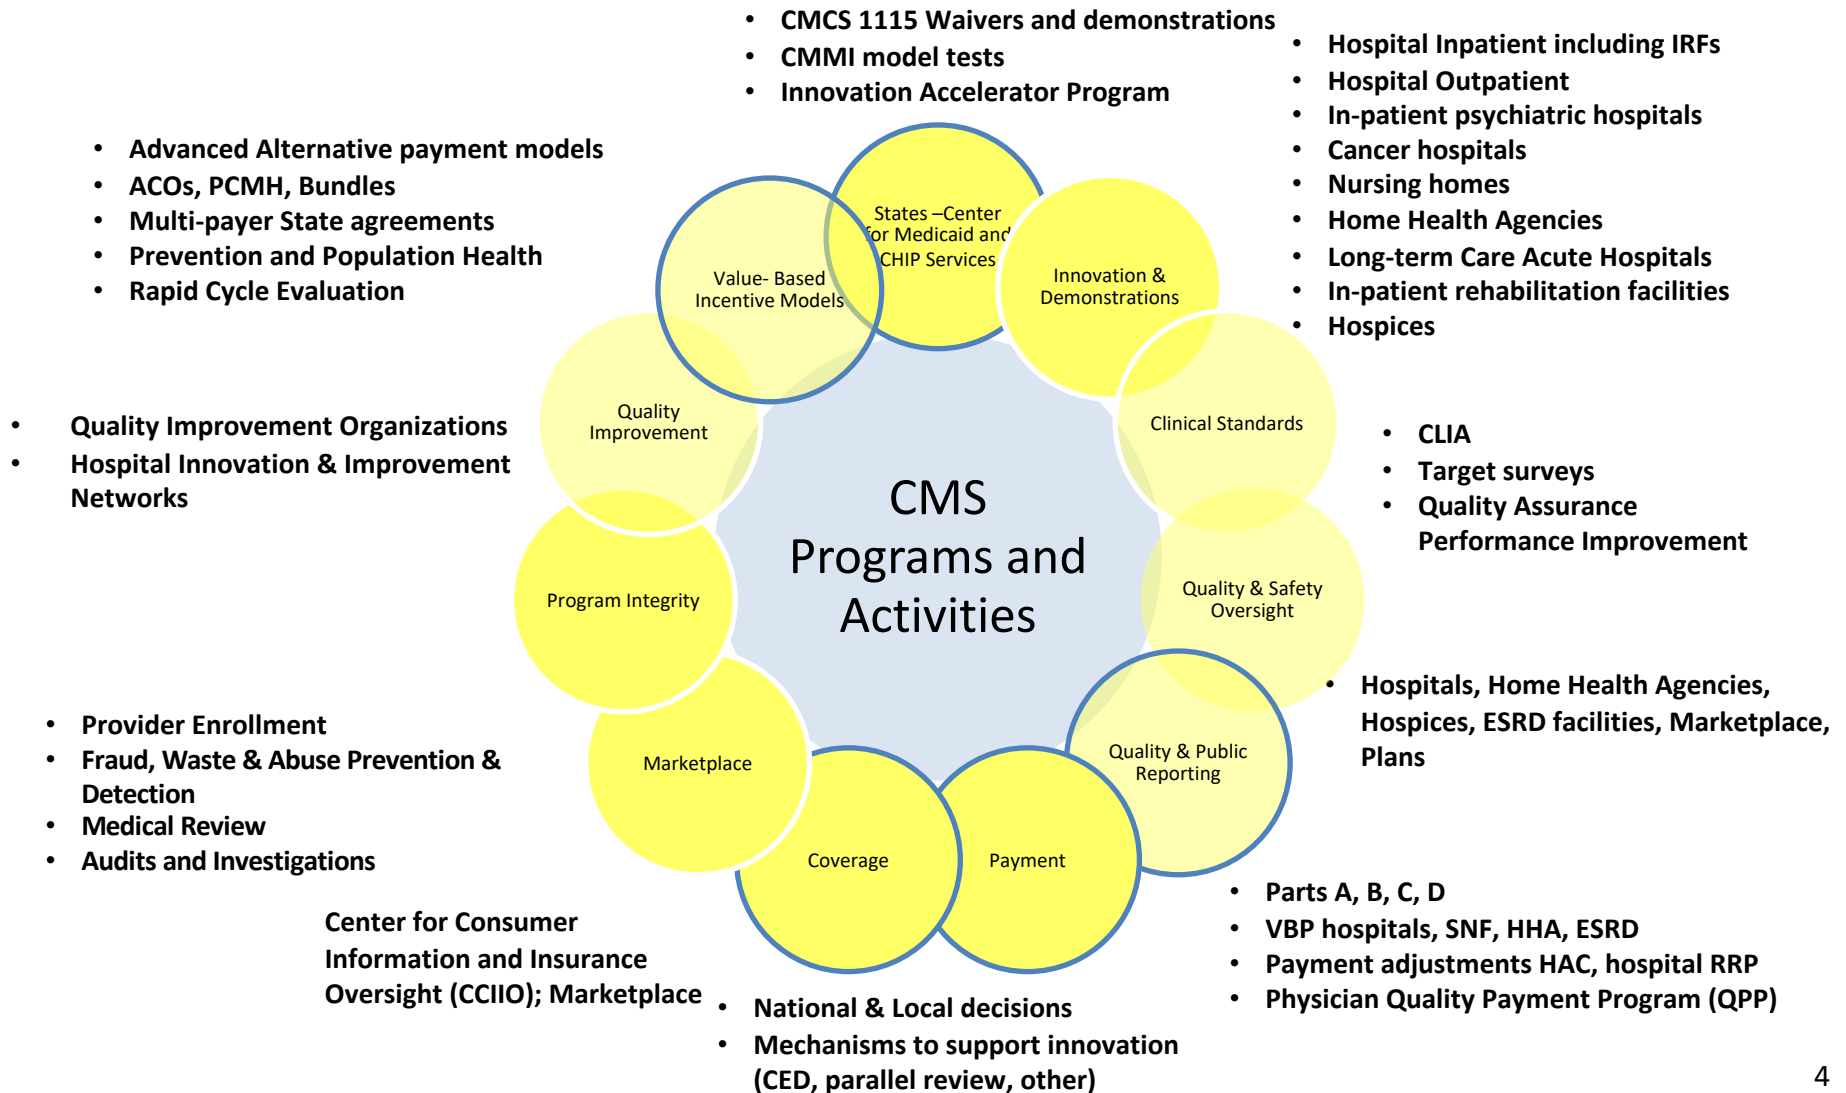 • CMCS 1115 Waivers and demonstrations
• CMMI model tests
• Innovation Accelerator Program
• Hospital Inpatient including IRFs
• Hospital Outpatient
• In-patient psychiatric hospitals
• Cancer hospitals
• Nursing homes
• Home Health Agencies
• Long-term Care Acute Hospitals
• In-patient rehabilitation facilities
• Hospices
• Advanced Alternative payment models
• ACOs, PCMH, Bundles
• Multi-payer State agreements
• Prevention and Population Health
• Rapid Cycle Evaluation
States –Center
for Medicaid and
CHIP Services
Value- Based
Incentive Models
Innovation &
Demonstrations
Quality
Improvement
Clinical Standards
• Quality Improvement Organizations
• Hospital Innovation & Improvement
Networks
• CLIA
• Target surveys
• Quality Assurance
Performance Improvement
CMS
Programs and
Activities
Program Integrity
Quality & Safety
Oversight
• Hospitals, Home Health Agencies,
Hospices, ESRD facilities, Marketplace,
Plans
• Provider Enrollment
• Fraud, Waste & Abuse Prevention &
Detection
• Medical Review
• Audits and Investigations
Marketplace
Quality & Public
Reporting
Coverage
Payment
• Parts A, B, C, D
• VBP hospitals, SNF, HHA, ESRD
• Payment adjustments HAC, hospital RRP
• Physician Quality Payment Program (QPP)
Center for Consumer
Information and Insurance
Oversight (CCIIO); Marketplace
• National & Local decisions
• Mechanisms to support innovation
(CED, parallel review, other)
4